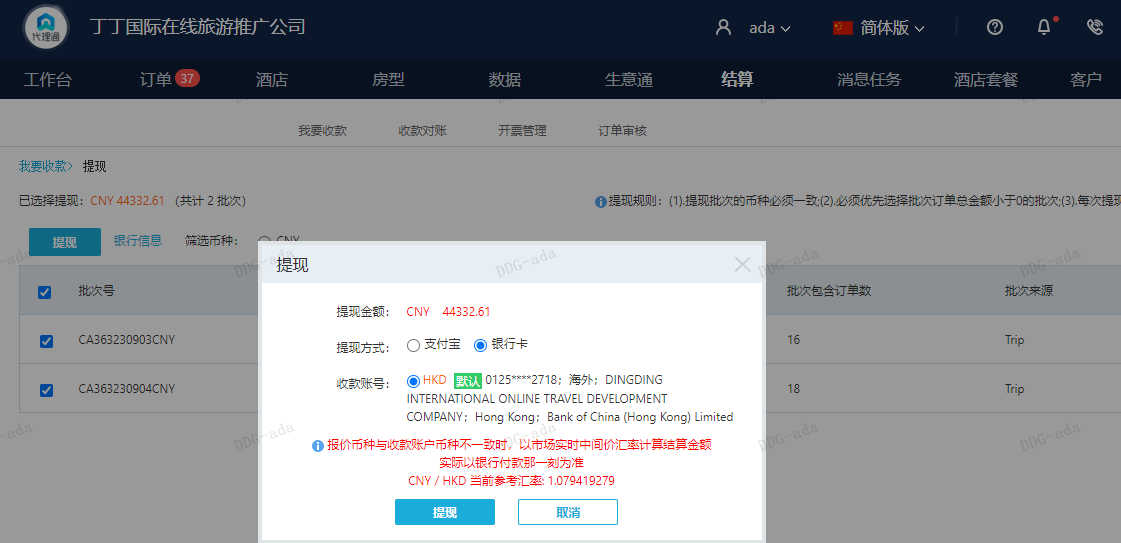 代理通
丁丁国际在线旅游推广公司
ada
简体版
工作台 订单 37 酒店 房型 数据 生意通 结算 消息任务 酒店套餐 客户
我要收款 收款对账 开票管理 订单审核
我要收款> 提现
已选择提现: CNY 44332.61 (共计 2 批次)
提现规则: (1).提现批次的币种必须一致;(2).必须优先选择批次订单总金额小于0的批次;(3).每次提现
提现 银行信息 筛选币种: CNY
DDG-ada
批次号 批次包含订单数 批次来源
CA363230903CNY 16 Trip
CA363230904CNY 18 Trip
提现
提现金额: CNY 44332.61
提现方式: 支付宝 银行卡
收款账号: HKD 默认 0125****2718; 海外; DINGDING
INTERNATIONAL ONLINE TRAVEL DEVELOPMENT
COMPANY; Hong Kong; Bank of China (Hong Kong) Limited
报价币种与收款账户币种不一致时，以市场实时中间价汇率计算结算金额
实际以银行付款那一刻为准
CNY / HKD 当前参考汇率: 1.079419279
提现 取消